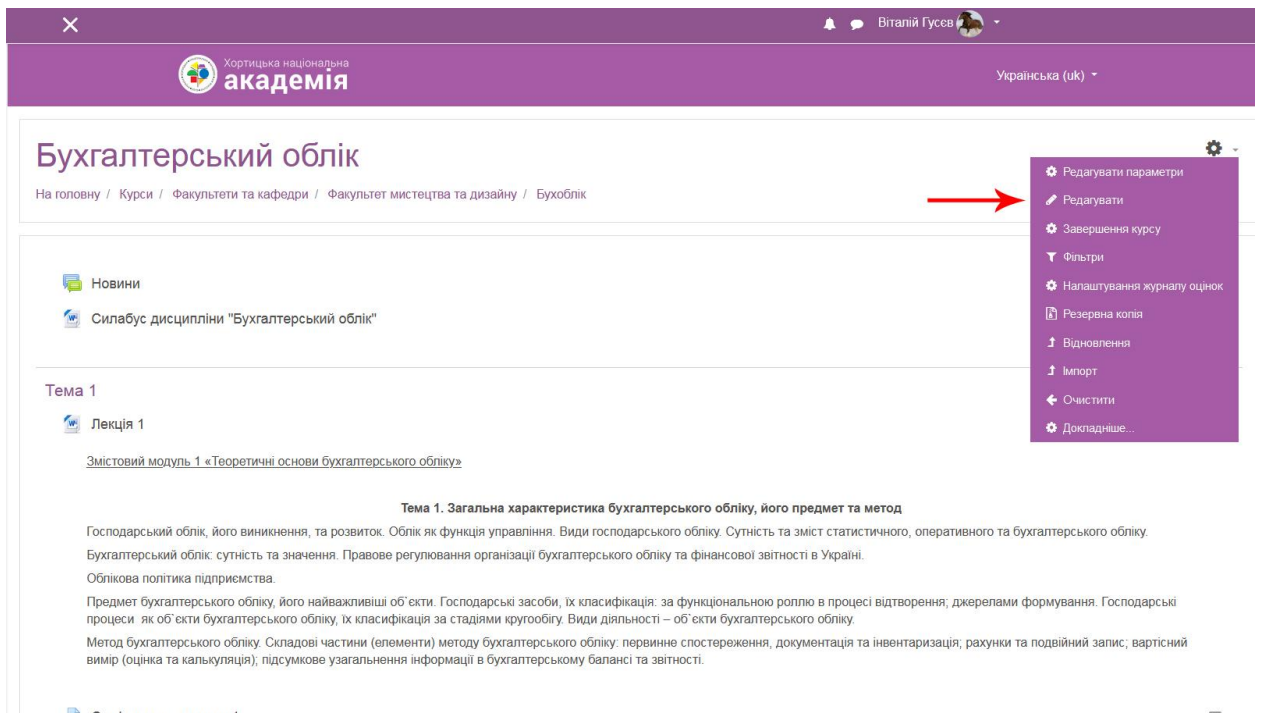 Віталій Гусєв
Хортицька національна
академія
Українська (uk)
Бухгалтерський облік
На головну / Курси / Факультети та кафедри / Факультет мистецтва та дизайну / Бухоблік
Редагувати параметри
Редагувати
Завершення курсу
Фільтри
Налаштування журналу оцінок
Резервна копія
Відновлення
Імпорт
Очистити
Докладніше...
Новини
Силабус дисципліни "Бухгалтерський облік"
Тема 1
Лекція 1
Змістовий модуль 1 «Теоретичні основи бухгалтерського обліку»
Тема 1. Загальна характеристика бухгалтерського обліку, його предмет та метод
Господарський облік, його виникнення, та розвиток. Облік як функція управління. Види господарського обліку. Сутність та зміст статистичного, оперативного та бухгалтерського обліку.
Бухгалтерський облік: сутність та значення. Правове регулювання організації бухгалтерського обліку та фінансової звітності в Україні.
Облікова політика підприємства.
Предмет бухгалтерського обліку, його найважливіші об`єкти. Господарські засоби, їх класифікація: за функціональною роллю в процесі відтворення; джерелами формування. Господарські
процеси як об`єкти бухгалтерського обліку, їх класифікація за стадіями кругообігу. Види діяльності – об`єкти бухгалтерського обліку.
Метод бухгалтерського обліку. Складові частини (елементи) методу бухгалтерського обліку: первинне спостереження, документація та інвентаризація; рахунки та подвійний запис; вартісний
вимір (оцінка та калькуляція); підсумкове узагальнення інформації в бухгалтерському балансі та звітності.